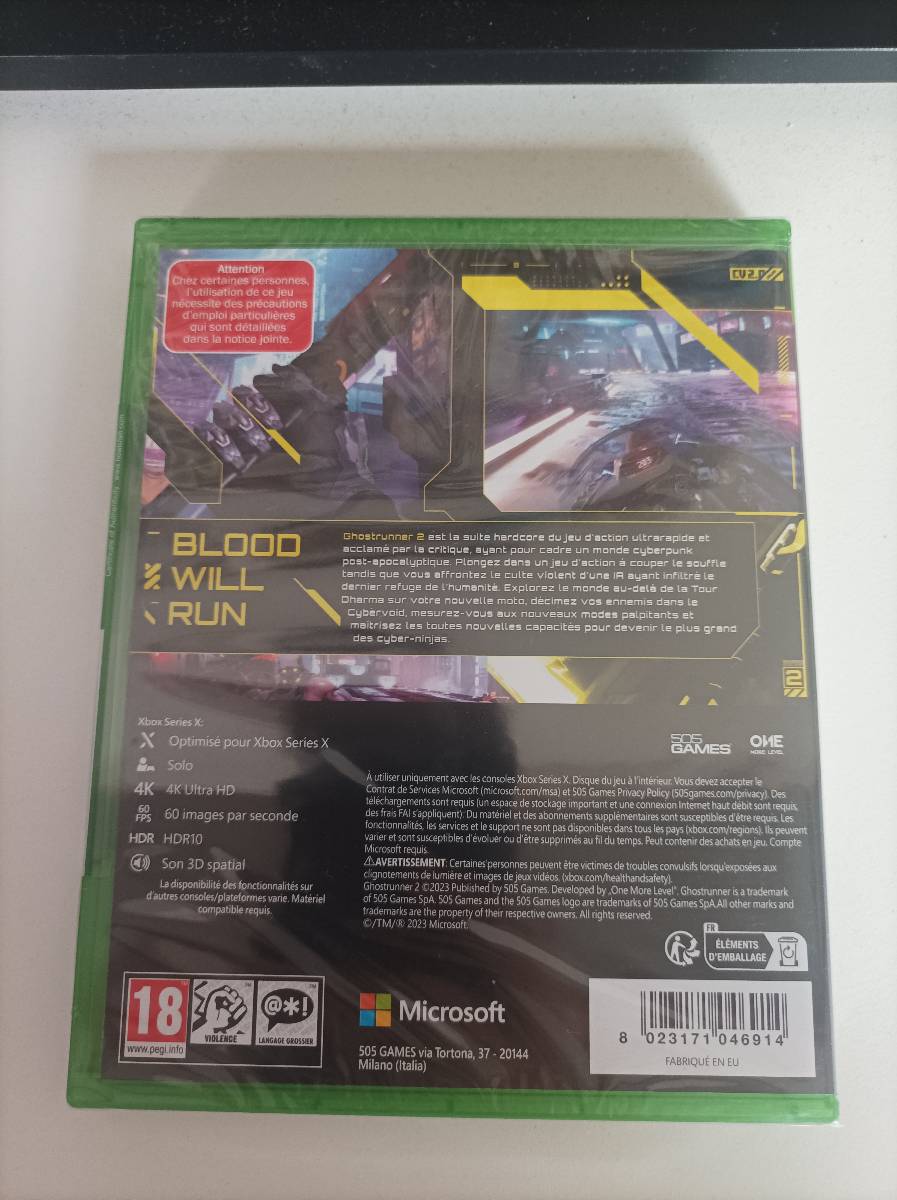 Attention
Chez certaines personnes,
l'utilisation de ce jeu
nécessite des précautions
d'emploi particulières
qui sont détaillées
dans la notice jointe.
CV2.0
203
BLOOD
WILL
RUN
Ghostrunner 2 est la suite hardcore du jeu d'action ultrarapide et
acclamé par la critique, ayant pour cadre un monde cyberpunk
post-apocalyptique. Plongez dans un jeu d'action à couper le souffle
tandis que vous affrontez le culte violent d'une IA ayant infiltré le
dernier refuge de l'humanité. Explorez le monde au-delà de la Tour
Dharma sur votre nouvelle moto, décimez vos ennemis dans le
Cybervoid, mesurez-vous aux nouveaux modes palpitants et
maîtrisez les toutes nouvelles capacités pour devenir le plus grand
des cyber-ninjas.
2
Xbox Series X:
X Optimisé pour Xbox Series X
Solo
4K 4K Ultra HD
60 FPS 60 images par seconde
HDR HDR10
Son 3D spatial
La disponibilité des fonctionnalités sur
d'autres consoles/plateformes varie. Matériel
compatible requis.
505 GAMES
ONE MORE LEVEL
À utiliser uniquement avec les consoles Xbox Series X. Disque du jeu à l'intérieur. Vous devez accepter le
Contrat de Services Microsoft (microsoft.com/msa) et 505 Games Privacy Policy (505games.com/privacy). Des
téléchargements sont requis (un espace de stockage important et une connexion Internet haut débit sont requis,
des frais FAI s'appliquent). Du matériel et des abonnements supplémentaires sont susceptibles d'être requis. Les
fonctionnalités, les services et le support ne sont pas disponibles dans tous les pays (xbox.com/regions). Ils peuvent
varier et sont susceptibles d'évoluer ou d'être supprimés au fil du temps. Peut contenir des achats en jeu. Compte
Microsoft requis.
⚠AVERTISSEMENT: Certaines personnes peuvent être victimes de troubles convulsifs lorsqu'exposées aux
clignotements de lumière et images de jeux vidéos. (xbox.com/healthandsafety).
Ghostrunner 2 ©2023 Published by 505 Games. Developed by „One More Level". Ghostrunner is a trademark
of 505 Games SpA. 505 Games and the 505 Games logo are trademarks of 505 Games SpA.All other marks and
trademarks are the property of their respective owners. All rights reserved.
©/TM/® 2023 Microsoft.
FR
ÉLÉMENTS
D'EMBALLAGE
18
www.pegi.info
VIOLENCE
@*!
LANGAGE GROSSIER
Microsoft
505 GAMES via Tortona, 37 - 20144
Milano (Italia)
8 023171 046914
FABRIQUÉ EN EU